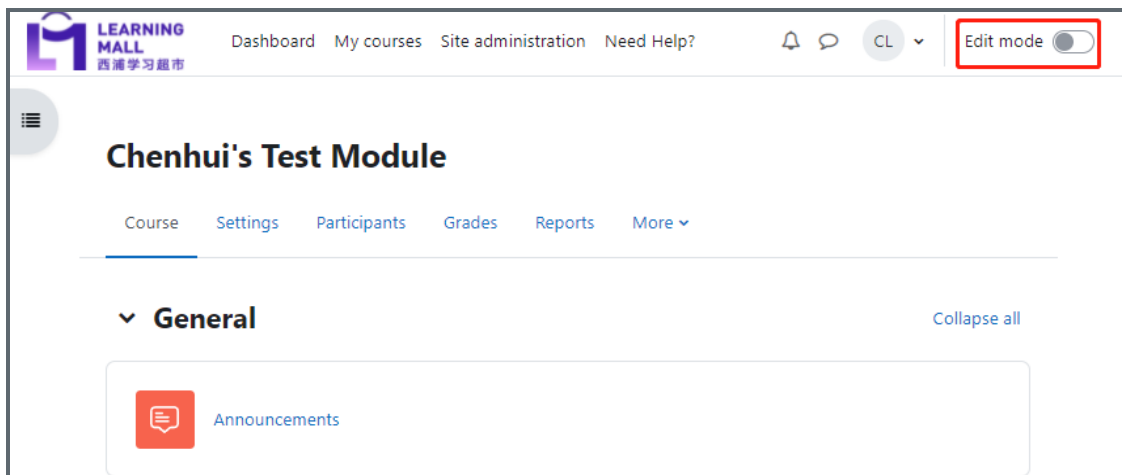 LEARNING
MALL
西浦学习超市
Dashboard My courses Site administration Need Help? CL Edit mode
Chenhui's Test Module
Course Settings Participants Grades Reports More
General Collapse all
Announcements